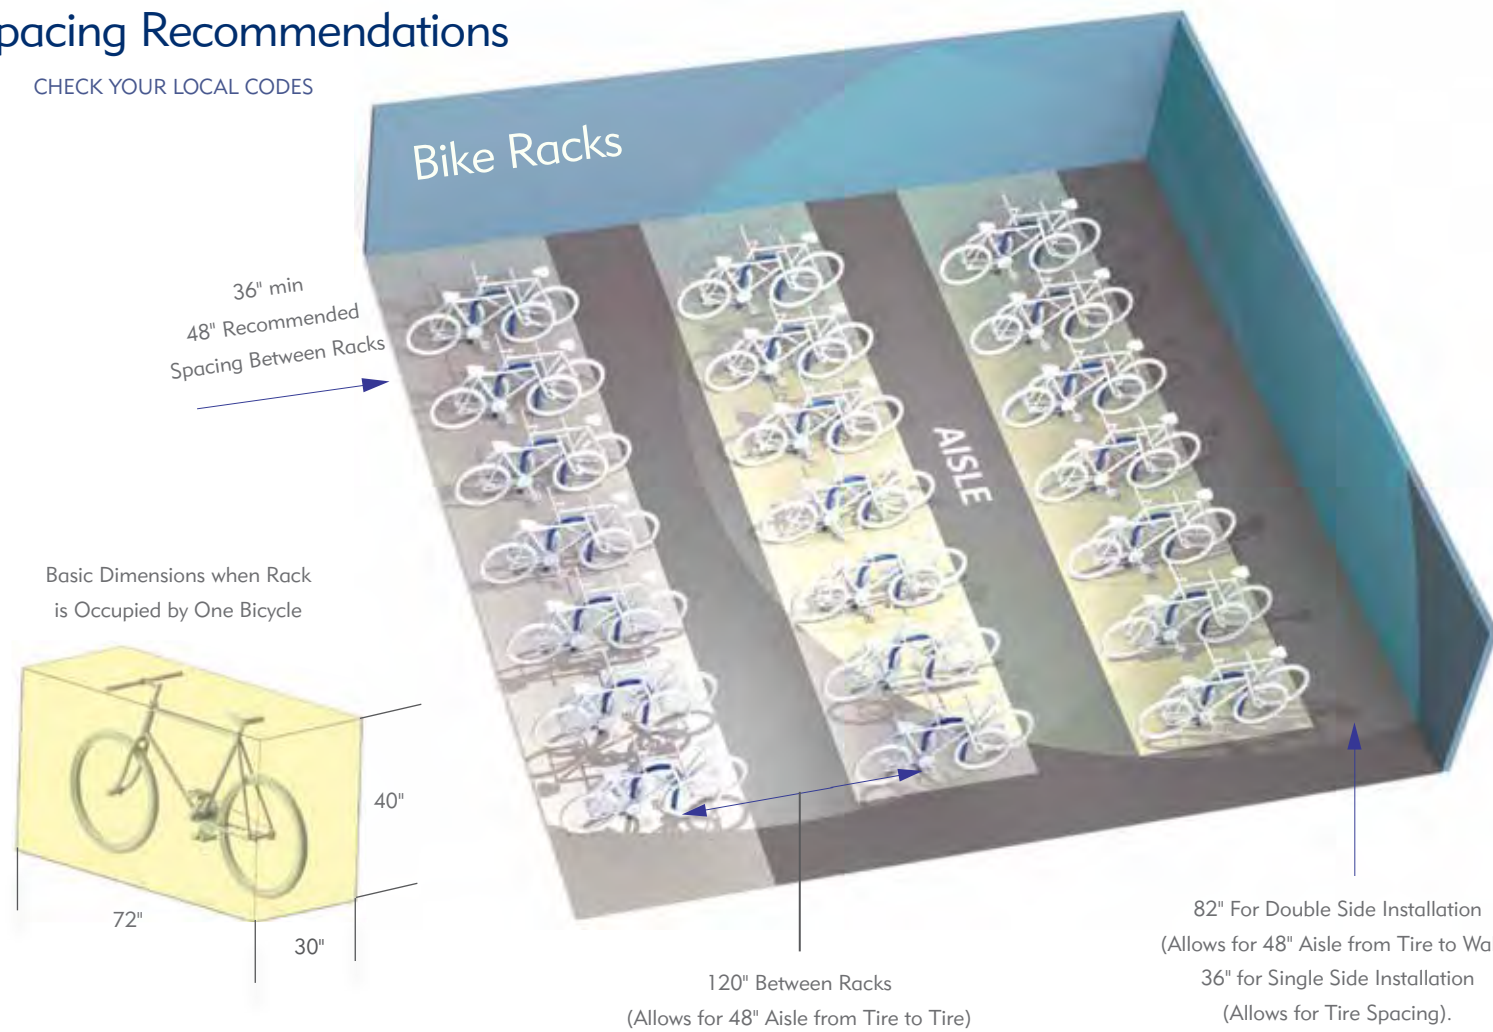 pacing Recommendations
CHECK YOUR LOCAL CODES
Bike Racks
36" min
48" Recommended
Spacing Between Racks
AISLE
Basic Dimensions when Rack
is Occupied by One Bicycle
40"
72"
30"
120" Between Racks
(Allows for 48" Aisle from Tire to Tire)
82" For Double Side Installation
(Allows for 48" Aisle from Tire to Wa
36" for Single Side Installation
(Allows for Tire Spacing).